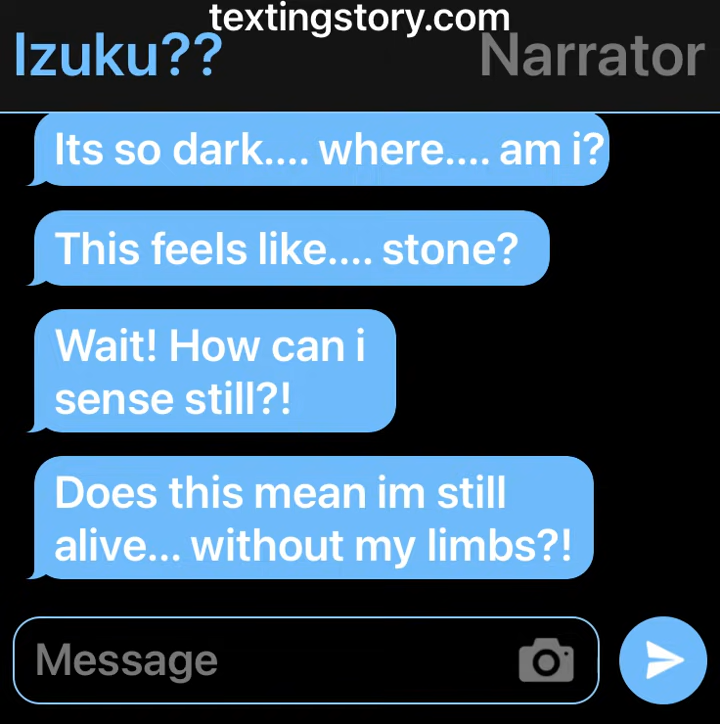 textingstory.com
Izuku?? Narrator
Its so dark.... where.... am i?
This feels like.... stone?
Wait! How can i
sense still?!
Does this mean im still
alive... without my limbs?!
Message